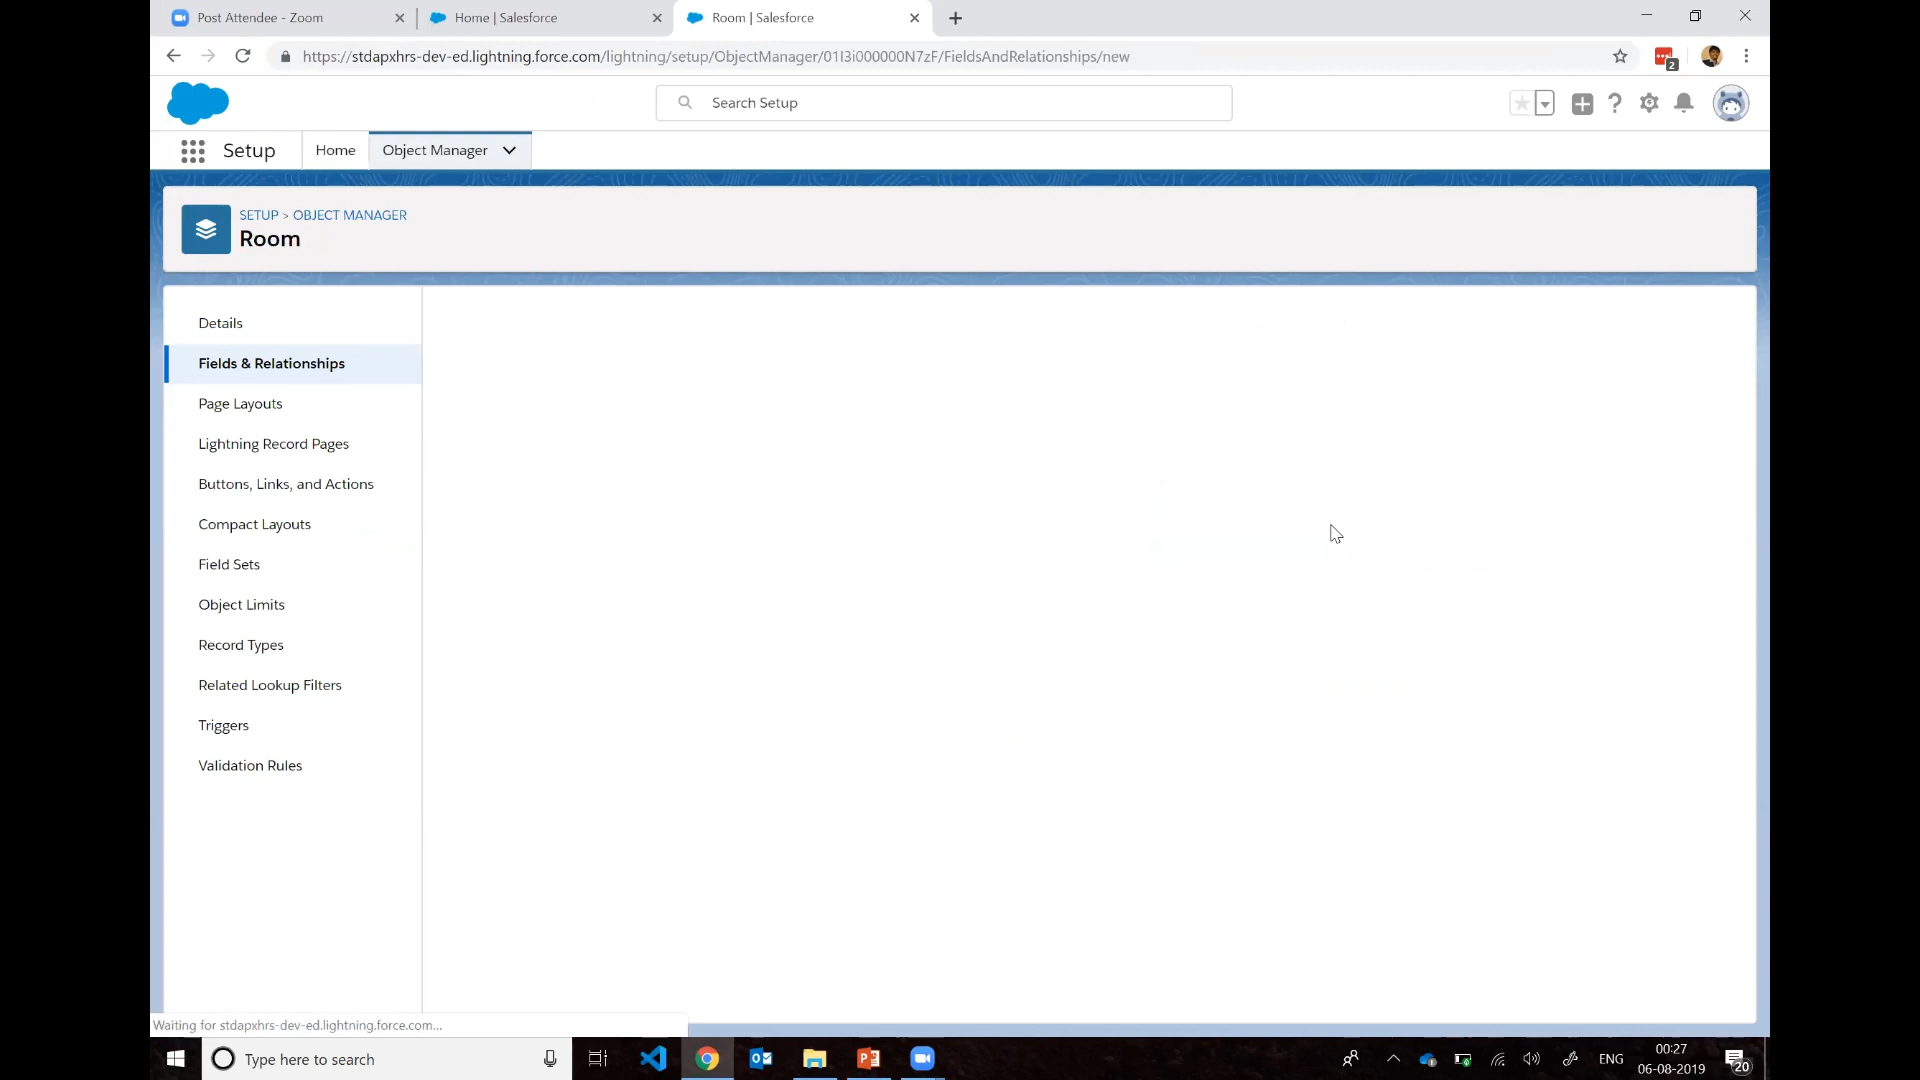 Post Attendee - Zoom
Home | Salesforce
Room | Salesforce
https://stdapxhrs-dev-ed.lightning.force.com/lightning/setup/ObjectManager/01I3i000000N7zF/FieldsAndRelationships/new
2
Search Setup
Setup
Home
Object Manager
SETUP > OBJECT MANAGER
Room
Details
Fields & Relationships
Page Layouts
Lightning Record Pages
Buttons, Links, and Actions
Compact Layouts
Field Sets
Object Limits
Record Types
Related Lookup Filters
Triggers
Validation Rules
Waiting for stdapxhrs-dev-ed.lightning.force.com...
Type here to search
ENG
00:27
06-08-2019
20